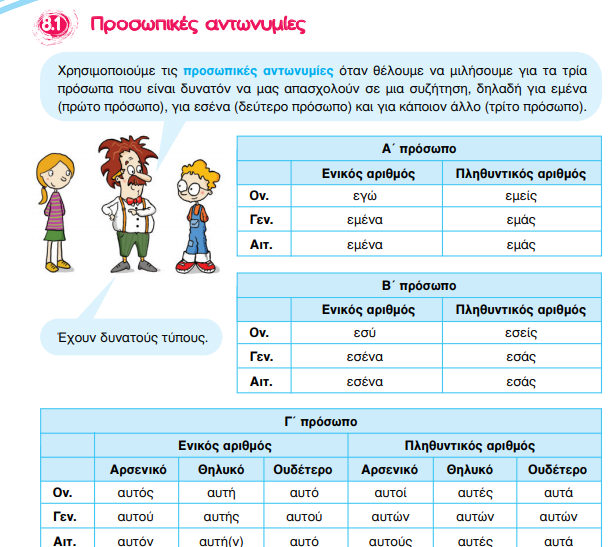 8.1 Προσωπικές αντωνυμίες
Χρησιμοποιούμε τις προσωπικές αντωνυμίες όταν θέλουμε να μιλήσουμε για τα τρία
πρόσωπα που είναι δυνατόν να μας απασχολούν σε μια συζήτηση, δηλαδή για εμένα
(πρώτο πρόσωπο), για εσένα (δεύτερο πρόσωπο) και για κάποιον άλλο (τρίτο πρόσωπο).
Α΄ πρόσωπο
Ενικός αριθμός Πληθυντικός αριθμός
Ον. εγώ εμείς
Γεν. εμένα εμάς
Αιτ. εμένα εμάς
Β΄ πρόσωπο
Ενικός αριθμός Πληθυντικός αριθμός
Ον. εσύ εσείς
Γεν. εσένα εσάς
Αιτ. εσένα εσάς
Έχουν δυνατούς τύπους.
Γ΄ πρόσωπο
Ενικός αριθμός Πληθυντικός αριθμός
Αρσενικό Θηλυκό Ουδέτερο Αρσενικό Θηλυκό Ουδέτερο
Ον. αυτός αυτή αυτό αυτοί αυτές αυτά
Γεν. αυτού αυτής αυτού αυτών αυτών αυτών
Αιτ. αυτόν αυτή(ν) αυτό αυτούς αυτές αυτά